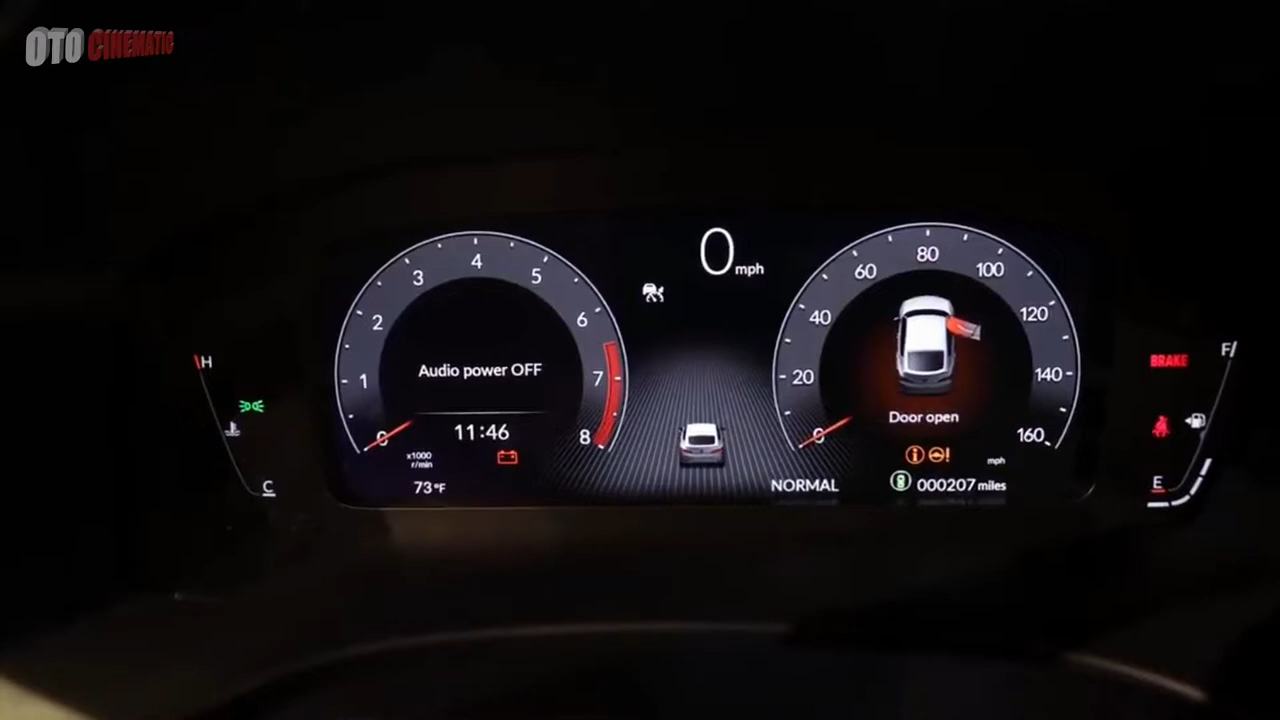 OTO CINEMATIC
0 mph
0 1 2 3 4 5 6 7 8
x1000
r/min
Audio power OFF
11:46
73°F
0 20 40 60 80 100 120 140 160
mph
Door open
NORMAL
000207 miles
H
C
BRAKE
F
E